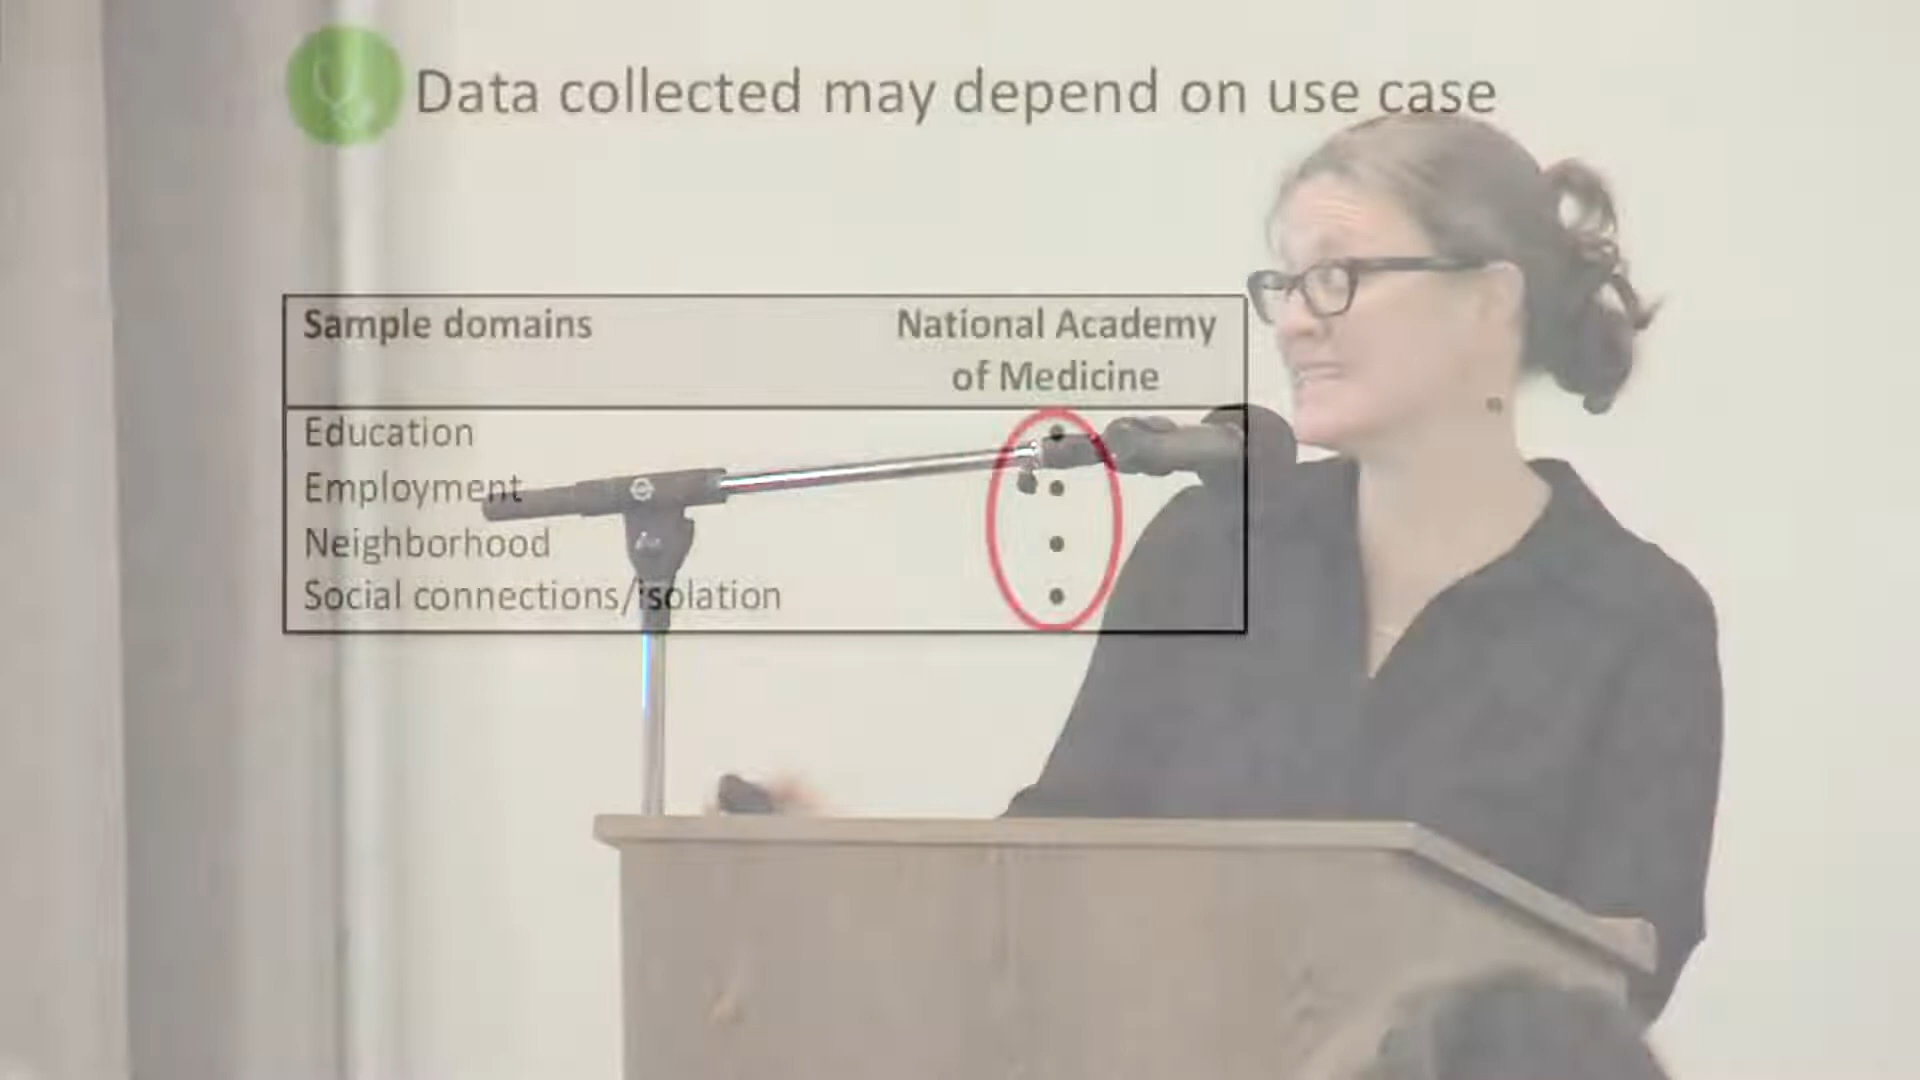 Data collected may depend on use case
Sample domains
National Academy
of Medicine
Education
Employment
Neighborhood
Social connections/isolation